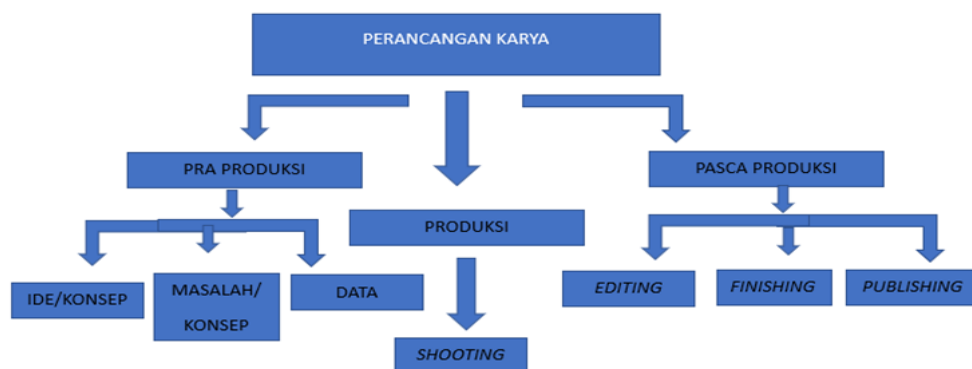 PERANCANGAN KARYA
PRA PRODUKSI
PASCA PRODUKSI
PRODUKSI
IDE/KONSEP
MASALAH/
KONSEP
DATA
EDITING
FINISHING
PUBLISHING
SHOOTING